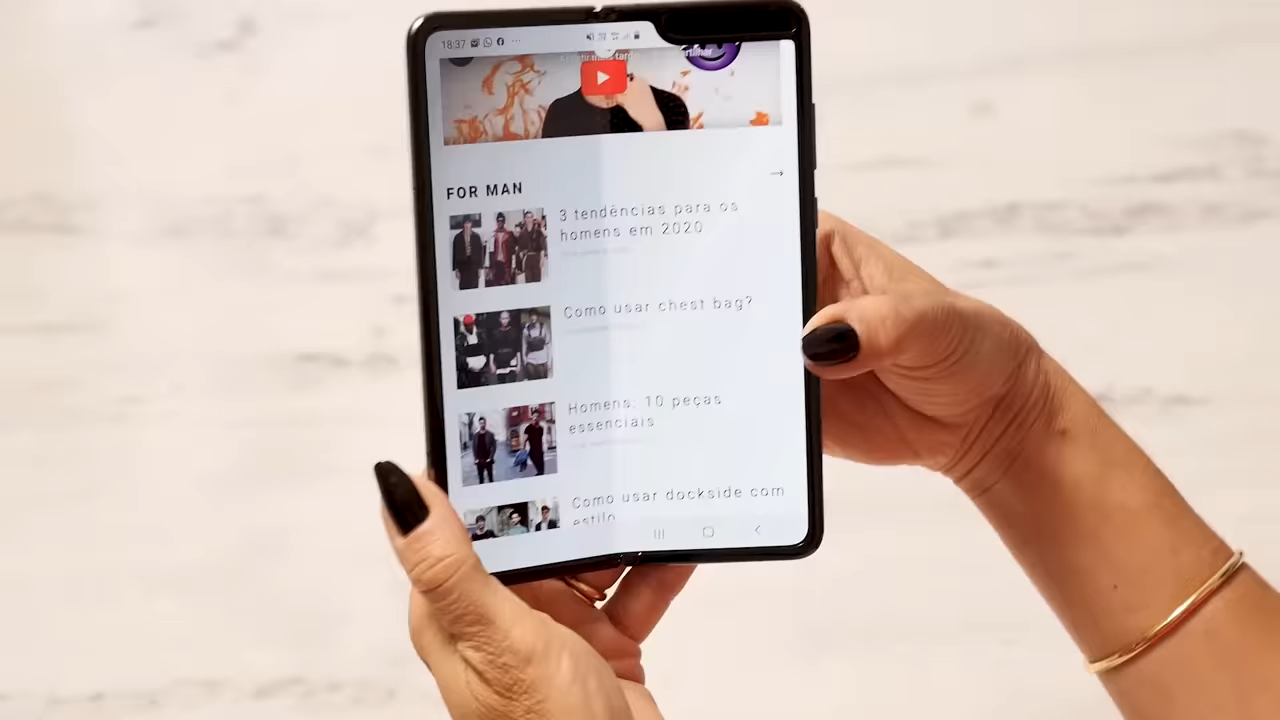 18:37
FOR MAN
3 tendências para os
homens em 2020
Como usar chest bag?
Homens: 10 peças
essenciais
Como usar dockside com
estilo